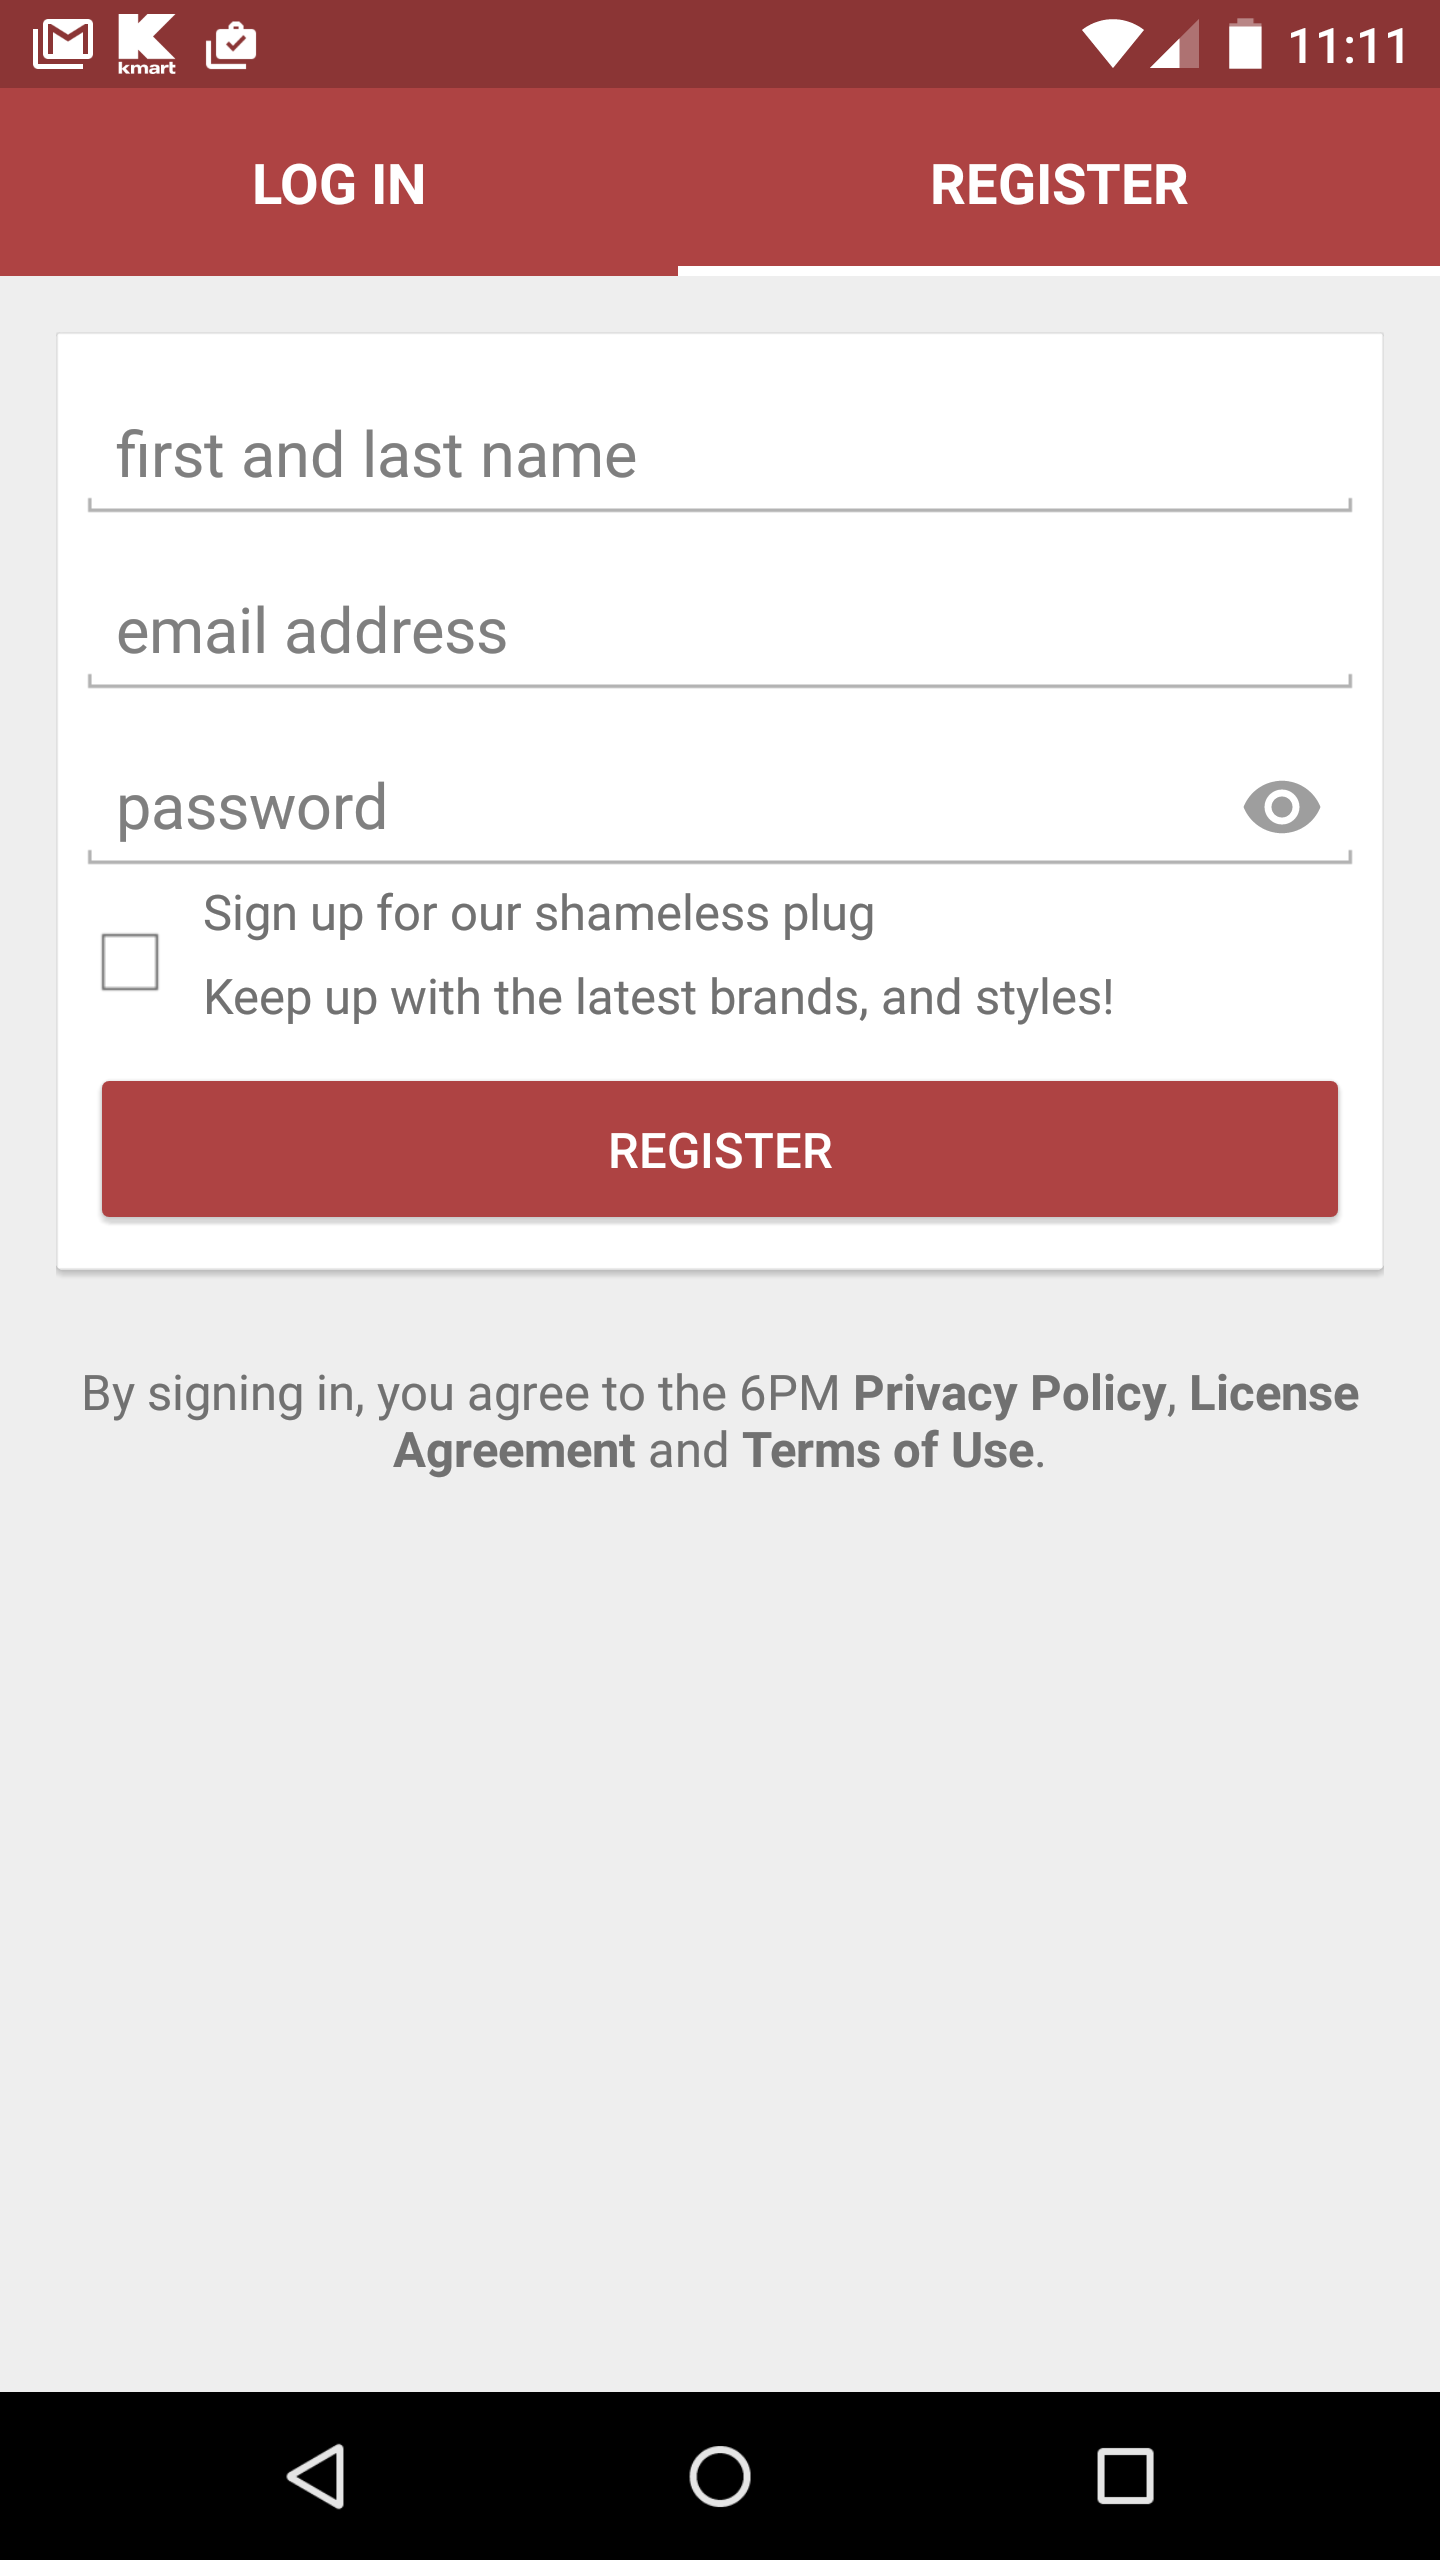 kmart
11:11
LOG IN
REGISTER
first and last name
email address
password
Sign up for our shameless plug
Keep up with the latest brands, and styles!
REGISTER
By signing in, you agree to the 6PM Privacy Policy, License
Agreement and Terms of Use.